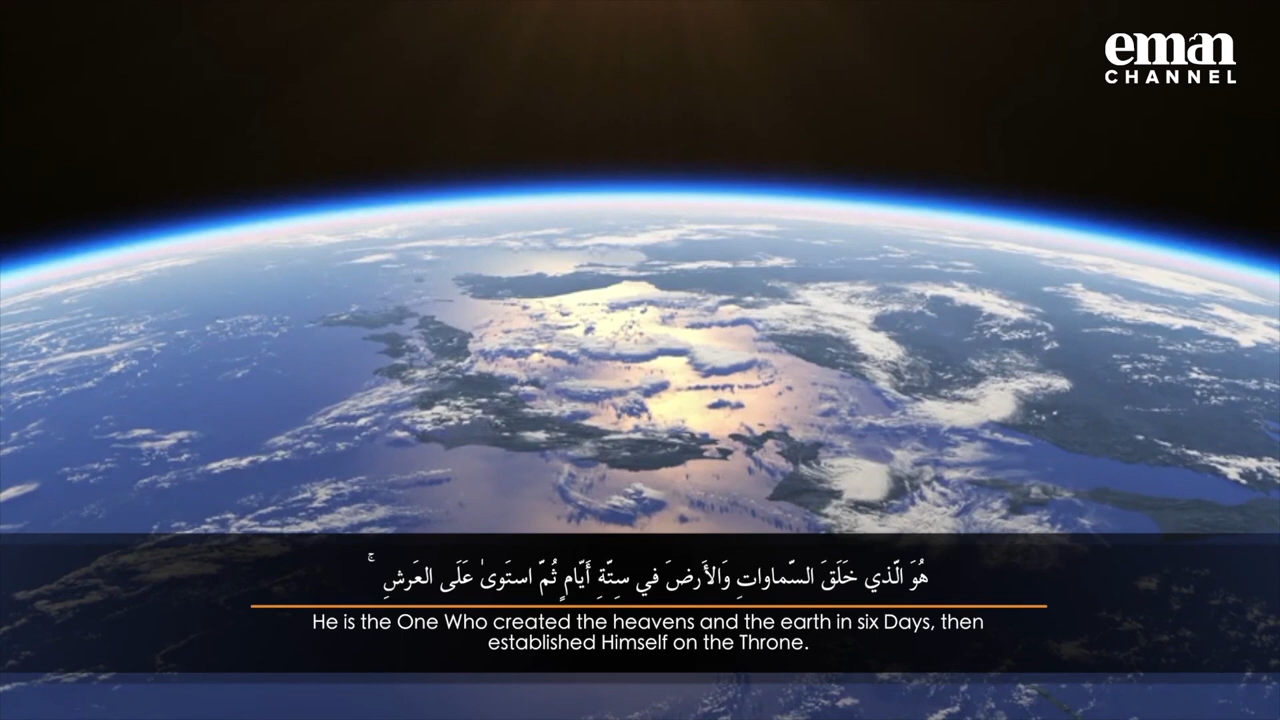 eman
CHANNEL
هُوَ الَّذي خَلَقَ السَّماواتِ وَالأَرضَ في سِتَّةِ أَيّامٍ ثُمَّ استَوىٰ عَلَى العَرشِ ۚ
He is the One Who created the heavens and the earth in six Days, then
established Himself on the Throne.